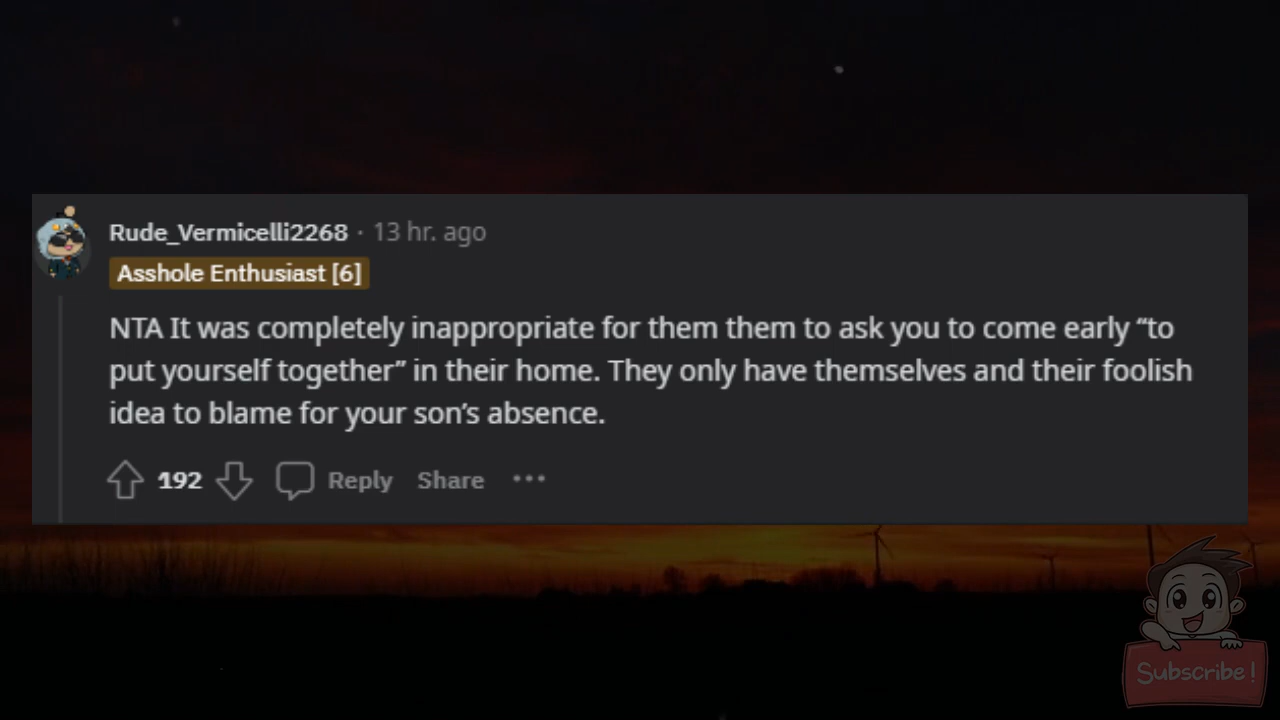 Rude_Vermicelli2268 · 13 hr. ago
Asshole Enthusiast [6]
NTA It was completely inappropriate for them them to ask you to come early “to
put yourself together” in their home. They only have themselves and their foolish
idea to blame for your son’s absence.
192 Reply Share ···
Subscribe!